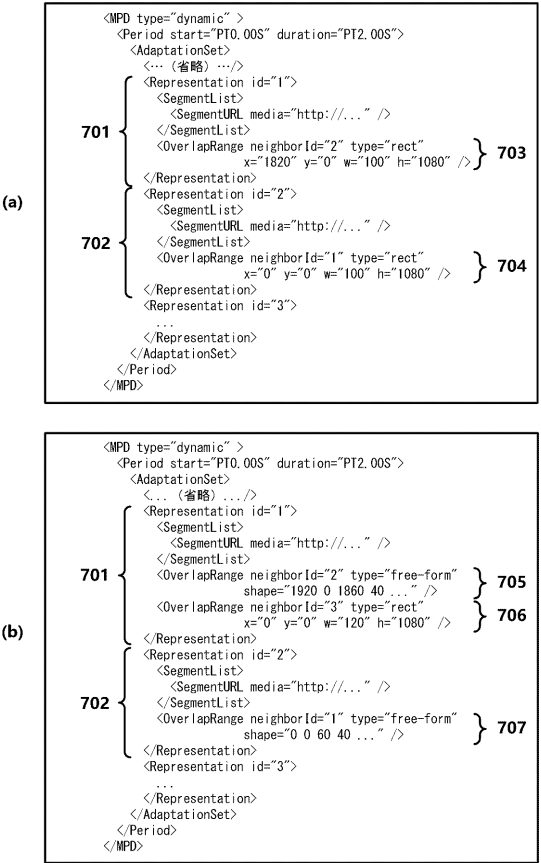 (a)
<MPD type="dynamic" >
<Period start="PT0.00S" duration="PT2.00S">
<AdaptationSet>
<… (省略) …/>
<Representation id="1">
<SegmentList>
<SegmentURL media="http://..." />
</SegmentList>
<OverlapRange neighborId="2" type="rect"
x="1820" y="0" w="100" h="1080" />
</Representation>
<Representation id="2">
<SegmentList>
<SegmentURL media="http://..." />
</SegmentList>
<OverlapRange neighborId="1" type="rect"
x="0" y="0" w="100" h="1080" />
</Representation>
<Representation id="3">
...
</Representation>
</AdaptationSet>
</Period>
</MPD>
701
702
703
704
(b)
<MPD type="dynamic" >
<Period start="PT0.00S" duration="PT2.00S">
<AdaptationSet>
<... (省略) .../>
<Representation id="1">
<SegmentList>
<SegmentURL media="http://..." />
</SegmentList>
<OverlapRange neighborId="2" type="free-form"
shape="1920 0 1860 40 ..." />
<OverlapRange neighborId="3" type="rect"
x="0" y="0" w="120" h="1080" />
</Representation>
<Representation id="2">
<SegmentList>
<SegmentURL media="http://..." />
</SegmentList>
<OverlapRange neighborId="1" type="free-form"
shape="0 0 60 40 ..." />
</Representation>
<Representation id="3">
...
</Representation>
</AdaptationSet>
</Period>
</MPD>
701
702
705
706
707